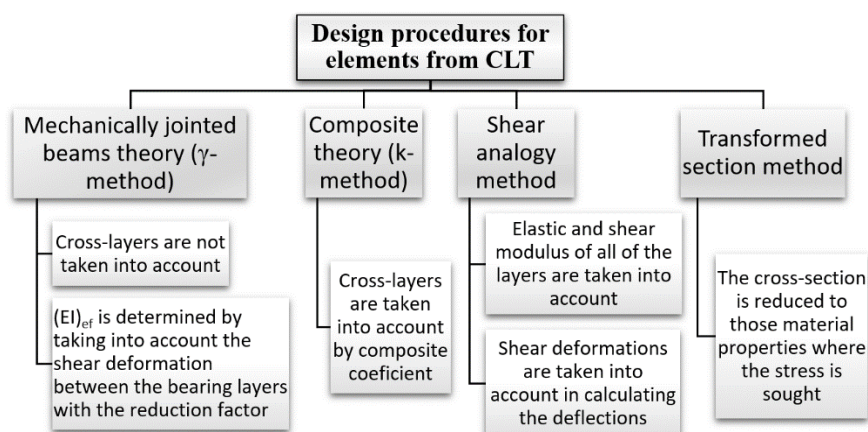 Design procedures for
elements from CLT
Mechanically jointed
beams theory (γ-
method)
Cross-layers are not
taken into account
(EI)ef is determined by
taking into account the
shear deformation
between the bearing layers
with the reduction factor
Composite
theory (k-
method)
Cross-layers
are taken
into account
by composite
coeficient
Shear
analogy
method
Elastic and shear
modulus of all of the
layers are taken into
account
Shear deformations
are taken into
account in calculating
the deflections
Transformed
section method
The cross-section
is reduced to
those material
properties where
the stress is
sought